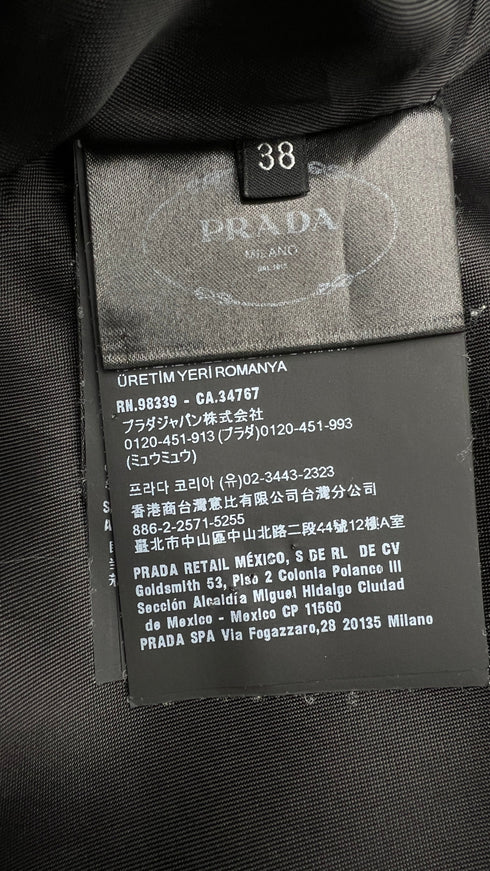 38
PRADA
MILANO
DAL 1913
ÜRETİM YERİ ROMANYA
RN.98339 - CA.34767
プラダジャパン株式会社
0120-451-913 (プラダ)0120-451-993
(ミュウミュウ)
프라다 코리아 (유)02-3443-2323
香港商台灣意比有限公司台灣分公司
886-2-2571-5255
臺北市中山區中山北路二段44號12樓A室
PRADA RETAIL MÉXICO, S DE RL DE CV
Goldsmith 53, Piso 2 Colonia Polanco III
Sección Alcaldía Miguel Hidalgo Ciudad
de Mexico - Mexico CP 11560
PRADA SPA Via Fogazzaro,28 20135 Milano